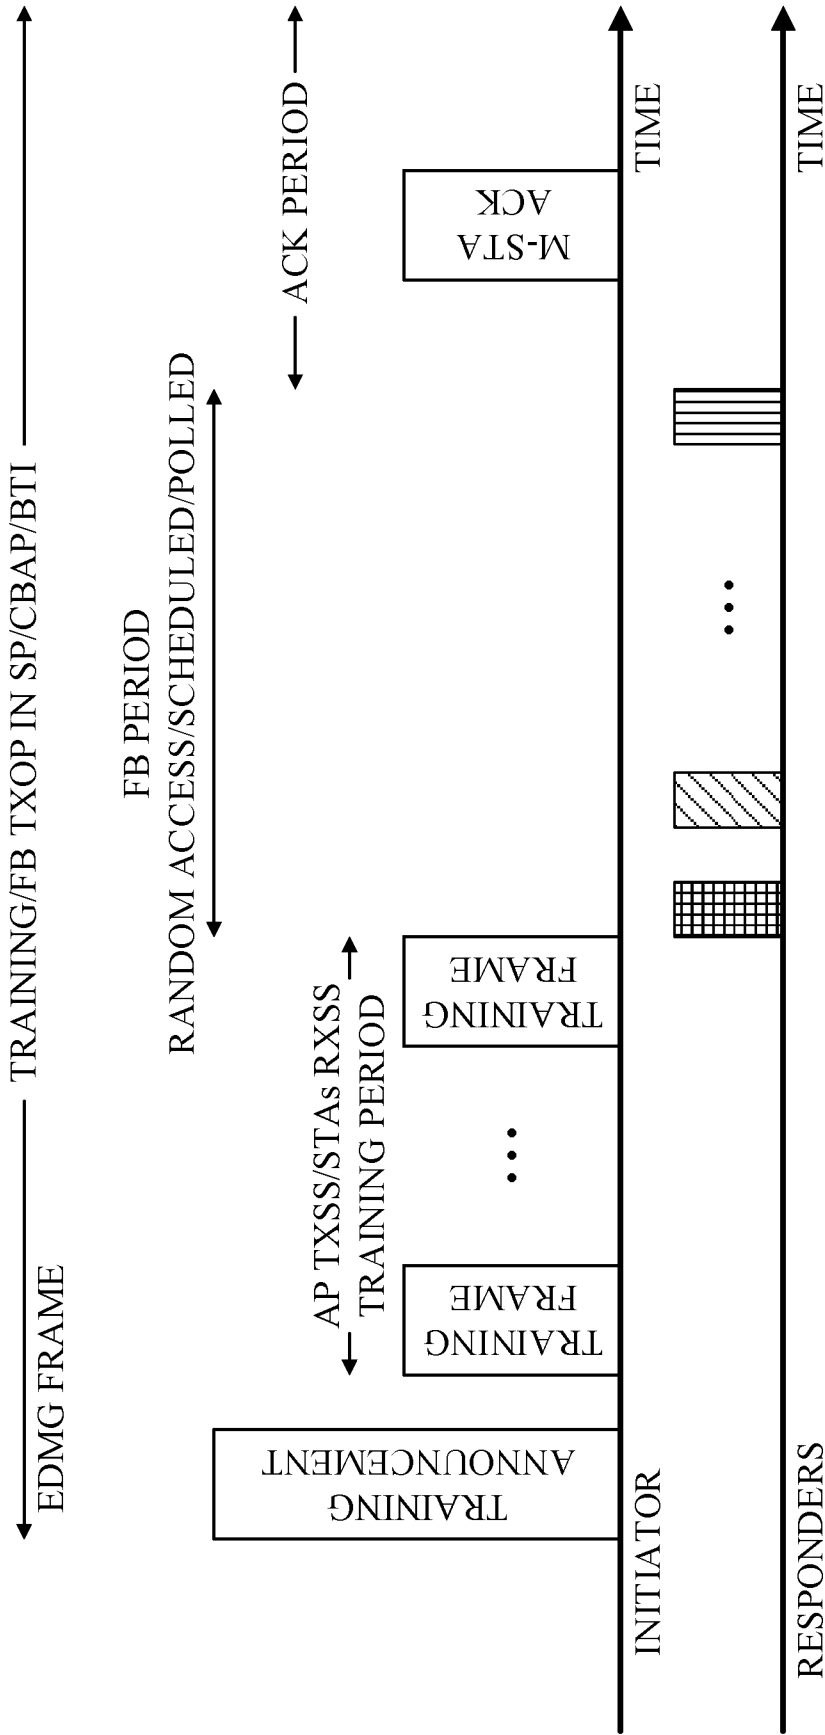 TRAINING/FB TXOP IN SP/CBAP/BTI
EDMG FRAME
FB PERIOD
RANDOM ACCESS/SCHEDULED/POLLED
AP TXSS/STAs RXSS
TRAINING PERIOD
ACK PERIOD
TRAINING
ANNOUNCEMENT
TRAINING
FRAME
...
TRAINING
FRAME
M-STA
ACK
INITIATOR
TIME
...
RESPONDERS
TIME